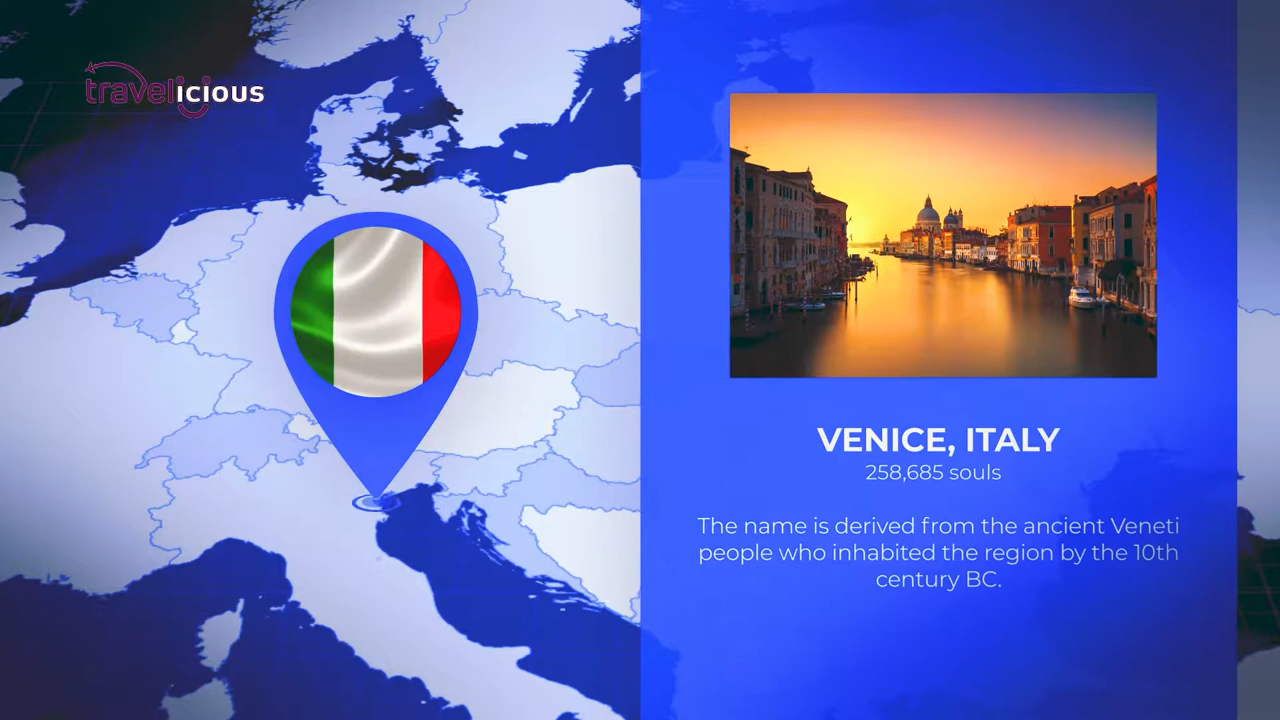 travelicious
VENICE, ITALY
258,685 souls
The name is derived from the ancient Veneti
people who inhabited the region by the 10th
century BC.